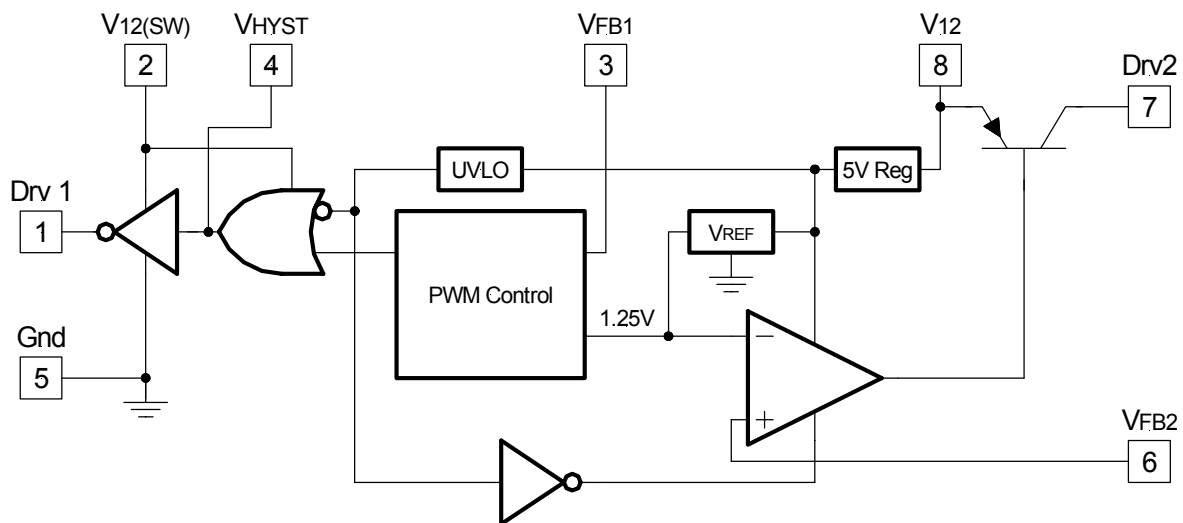 V12(SW)
VHYST
VFB1
V12
2
4
3
8
Drv2
7
UVLO
5V Reg
Drv 1
1
VREF
PWM Control
1.25V
Gnd
5
−
+
VFB2
6